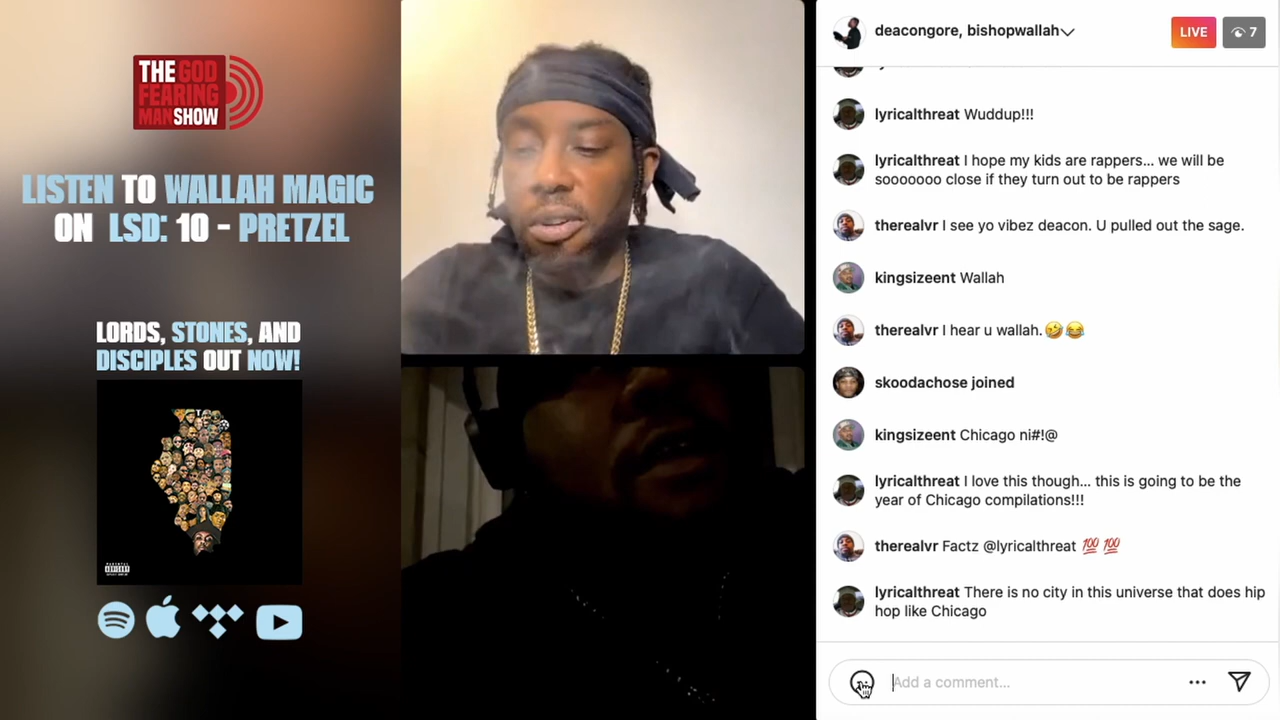 THE GOD
FEARING
MAN SHOW
LISTEN TO WALLAH MAGIC
ON LSD: 10 - PRETZEL
LORDS, STONES, AND
DISCIPLES OUT NOW!
deacongore, bishopwallah
LIVE
7
lyricalthreat Wuddup!!!
lyricalthreat I hope my kids are rappers... we will be
sooooooo close if they turn out to be rappers
therealvr I see yo vibez deacon. U pulled out the sage.
kingsizeent Wallah
therealvr I hear u wallah.🤣😂
skoodachose joined
kingsizeent Chicago ni#!@
lyricalthreat I love this though... this is going to be the
year of Chicago compilations!!!
therealvr Factz @lyricalthreat 💯 💯
lyricalthreat There is no city in this universe that does hip
hop like Chicago
Add a comment...